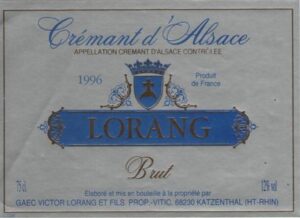 Crémant d'Alsace
APPELLATION CRÉMANT D'ALSACE CONTRÔLÉE
1996
Produit
de France
LORANG
Brut
75 cl
Elaboré et mis en bouteille à la propriété par
12% vol
GAEC VICTOR LORANG ET FILS PROP.-VITIC. 68230 KATZENTHAL (HT-RHIN)